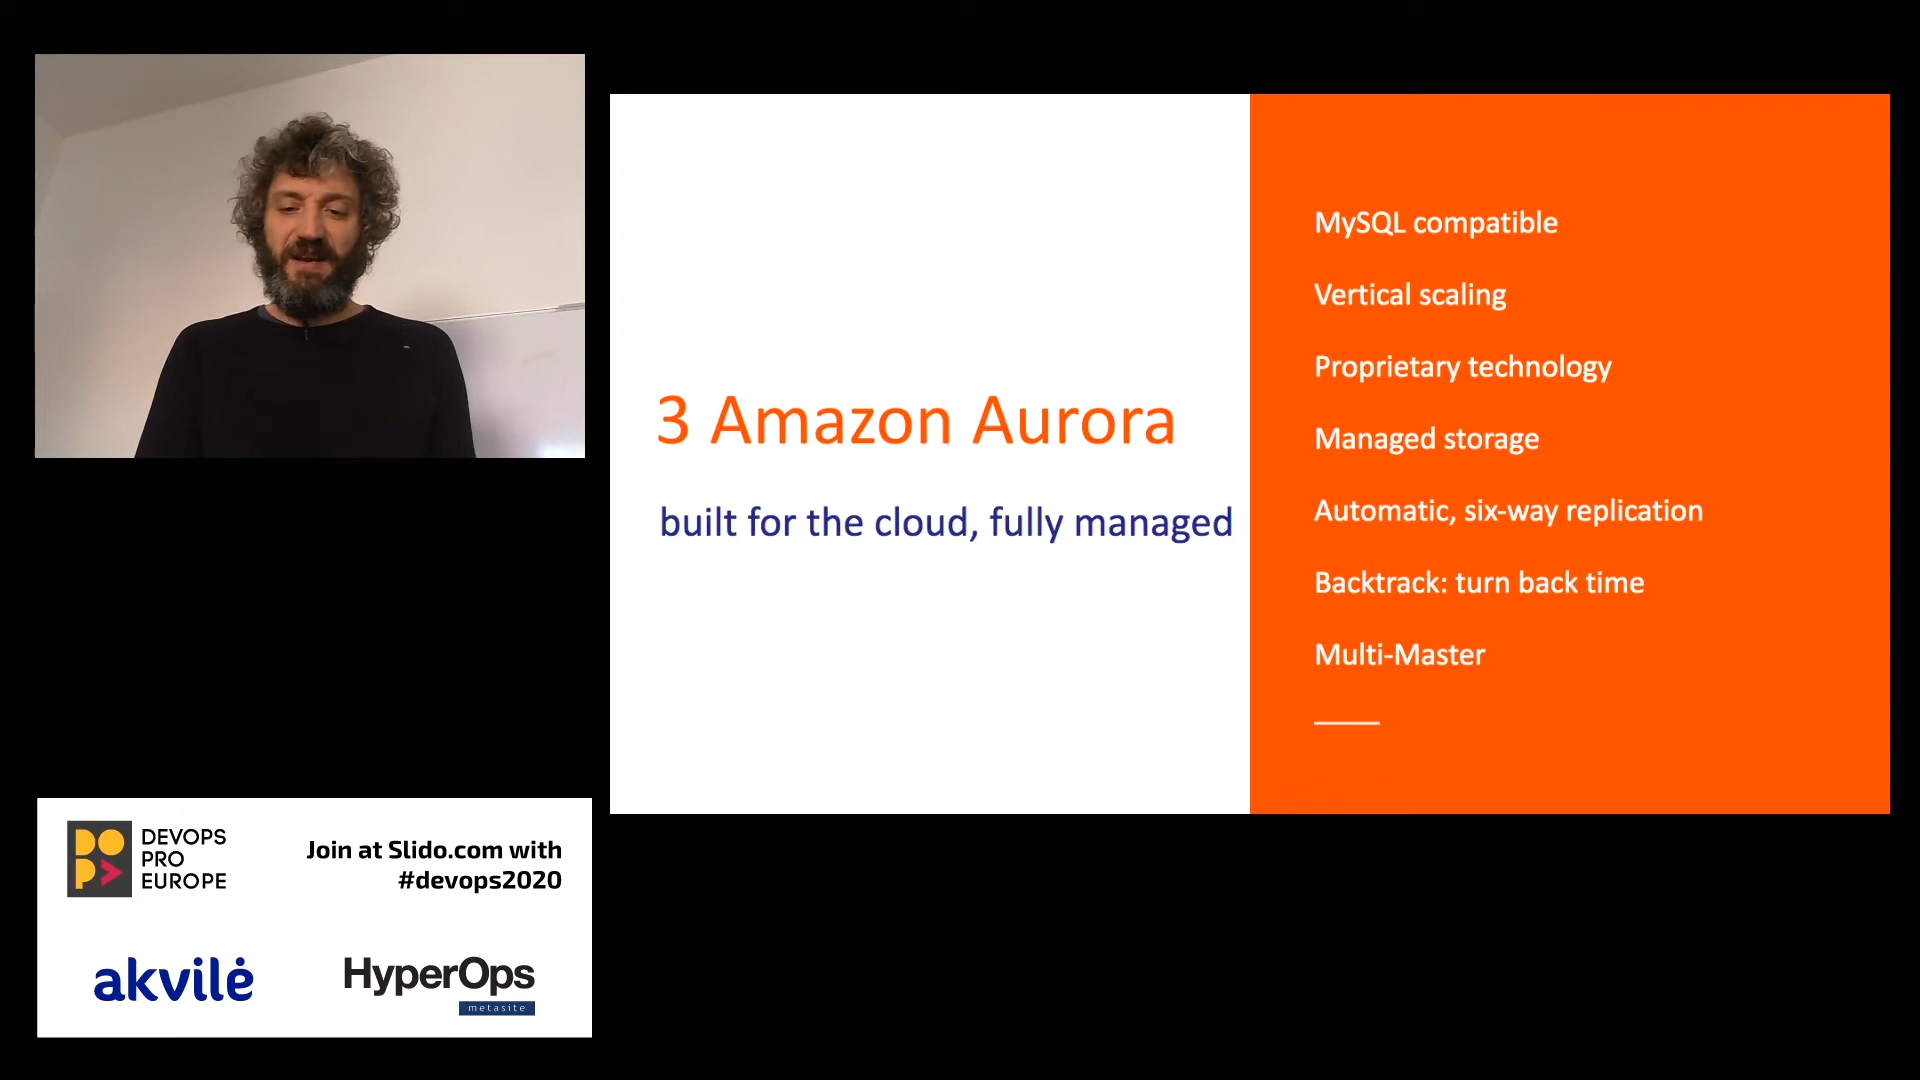 3 Amazon Aurora
built for the cloud, fully managed
MySQL compatible
Vertical scaling
Proprietary technology
Managed storage
Automatic, six-way replication
Backtrack: turn back time
Multi-Master
DEVOPS
PRO
EUROPE
Join at Slido.com with
#devops2020
akvilė
HyperOps
metasite